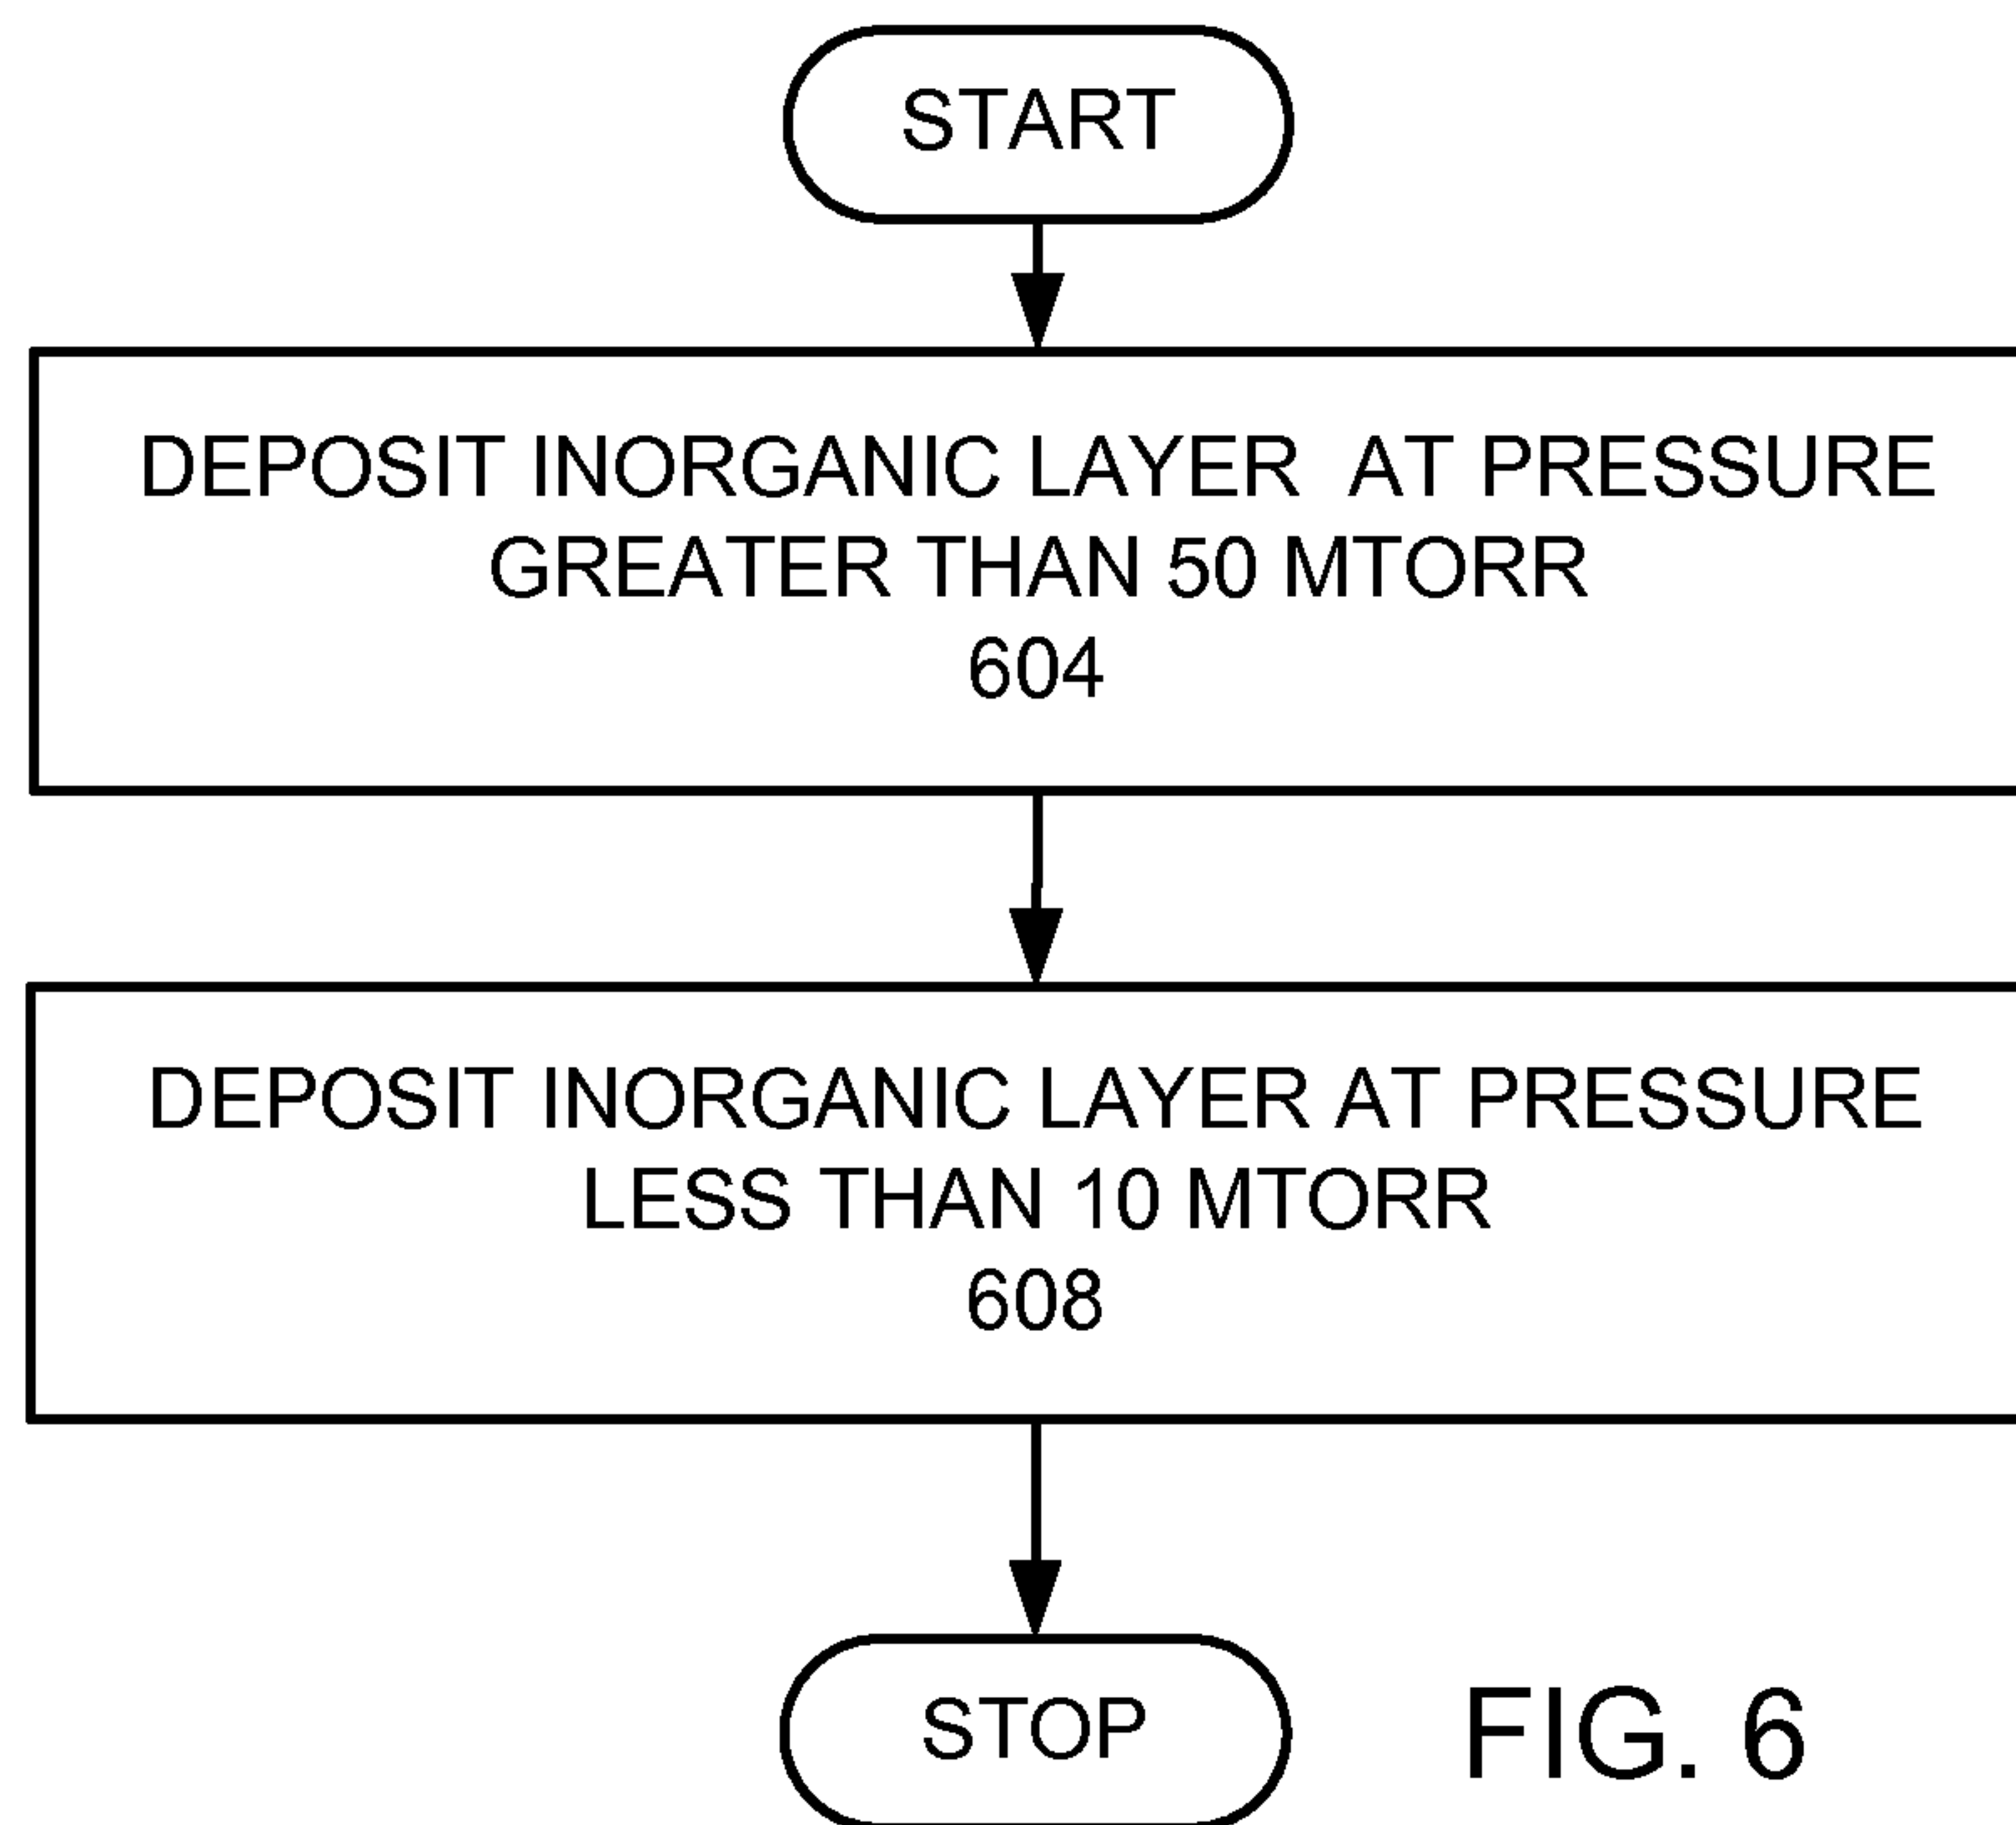 START
DEPOSIT INORGANIC LAYER AT PRESSURE
GREATER THAN 50 MTORR
604
DEPOSIT INORGANIC LAYER AT PRESSURE
LESS THAN 10 MTORR
608
STOP
FIG. 6